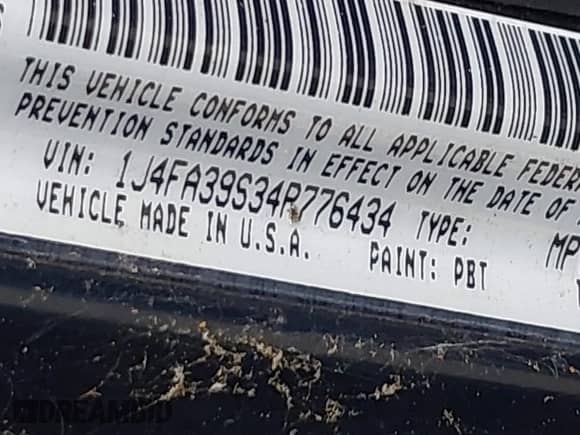 THIS VEHICLE CONFORMS TO ALL APPLICABLE FEDER
PREVENTION STANDARDS IN EFFECT ON THE DATE OF
VIN: 1J4FA39S34P776434 TYPE: MP
VEHICLE MADE IN U.S.A. PAINT: PBT
DREAMBID